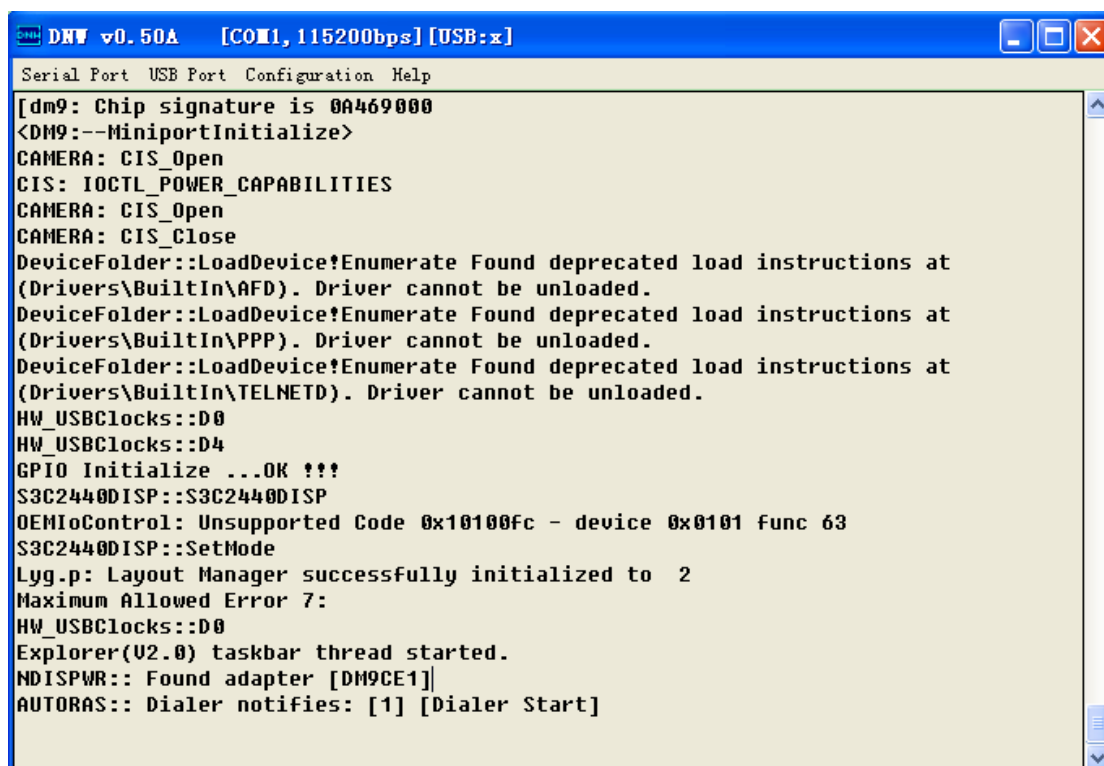 DNW v0.50A [COM1,115200bps][USB:x]
Serial Port USB Port Configuration Help
[dm9: Chip signature is 0A469000
<DM9:--MiniportInitialize>
CAMERA: CIS_Open
CIS: IOCTL_POWER_CAPABILITIES
CAMERA: CIS_Open
CAMERA: CIS_Close
DeviceFolder::LoadDevice!Enumerate Found deprecated load instructions at
(Drivers\BuiltIn\AFD). Driver cannot be unloaded.
DeviceFolder::LoadDevice!Enumerate Found deprecated load instructions at
(Drivers\BuiltIn\PPP). Driver cannot be unloaded.
DeviceFolder::LoadDevice!Enumerate Found deprecated load instructions at
(Drivers\BuiltIn\TELNETD). Driver cannot be unloaded.
HW_USBClocks::D0
HW_USBClocks::D4
GPIO Initialize ...OK !!!
S3C2440DISP::S3C2440DISP
OEMIoControl: Unsupported Code 0x10100fc - device 0x0101 func 63
S3C2440DISP::SetMode
Lyg.p: Layout Manager successfully initialized to  2
Maximum Allowed Error 7:
HW_USBClocks::D0
Explorer(V2.0) taskbar thread started.
NDISPWR:: Found adapter [DM9CE1]
AUTORAS:: Dialer notifies: [1] [Dialer Start]